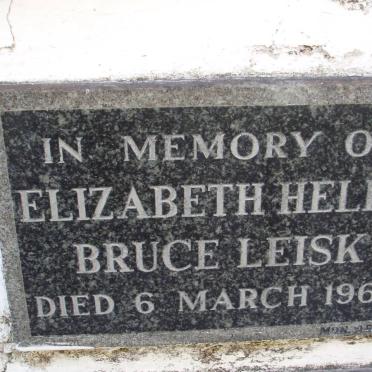 IN MEMORY O
ELIZABETH HEL
BRUCE LEISK
DIED 6 MARCH 196